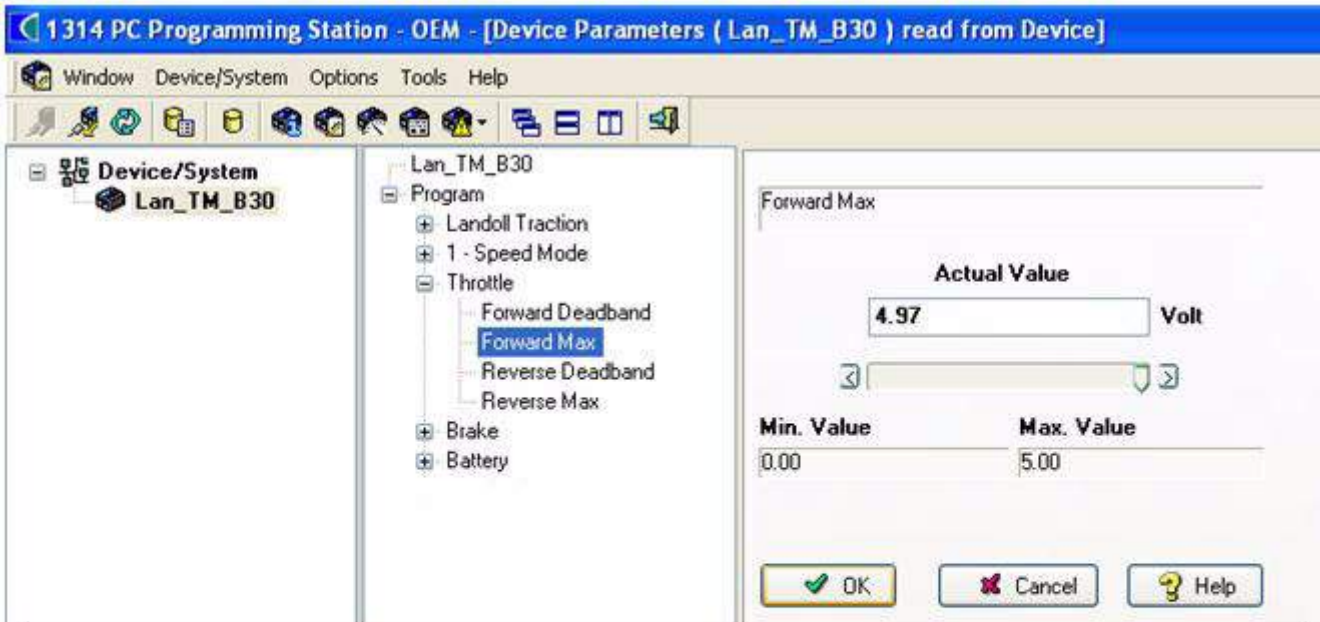 1314 PC Programming Station - OEM - [Device Parameters ( Lan_TM_B30 ) read from Device]
Window Device/System Options Tools Help
Device/System
Lan_TM_B30
Lan_TM_B30
Program
Landoll Traction
1 - Speed Mode
Throttle
Forward Deadband
Forward Max
Reverse Deadband
Reverse Max
Brake
Battery
Forward Max
Actual Value
4.97 Volt
Min. Value Max. Value
0.00 5.00
OK Cancel Help